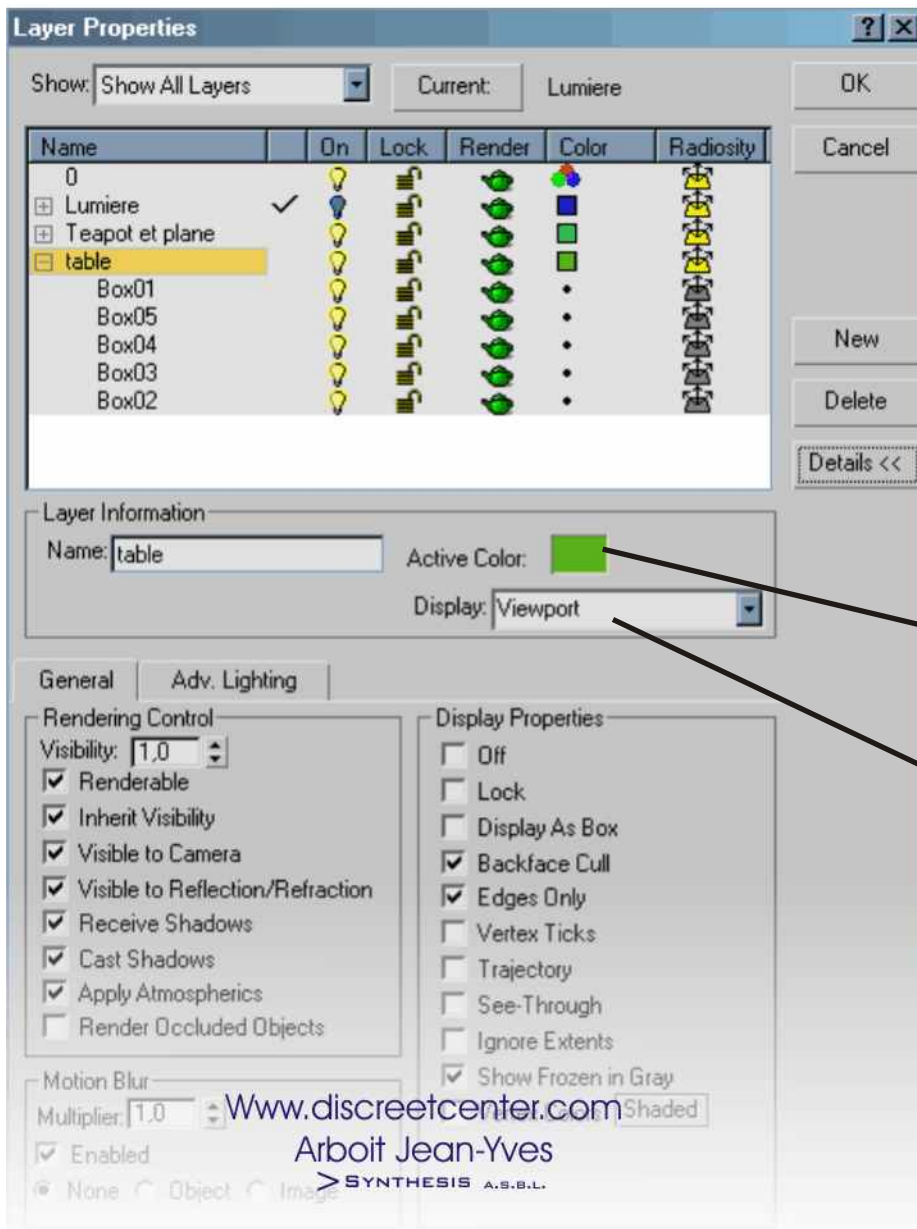 Layer Properties
Show: Show All Layers Current: Lumiere OK
Name On Lock Render Color Radiosity Cancel
0
Lumiere
Teapot et plane
table
Box01
Box05
Box04 New
Box03
Box02 Delete
Details <<
Layer Information
Name: table Active Color:
Display: Viewport
General Adv. Lighting
Rendering Control
Visibility: 1,0
Renderable
Inherit Visibility
Visible to Camera
Visible to Reflection/Refraction
Receive Shadows
Cast Shadows
Apply Atmospherics
Render Occluded Objects
Motion Blur
Multiplier: 1,0
Enabled
None Object Image
Display Properties
Off
Lock
Display As Box
Backface Cull
Edges Only
Vertex Ticks
Trajectory
See-Through
Ignore Extents
Show Frozen in Gray
Shaded
Www.discreetcenter.com
Arboit Jean-Yves
>SYNTHESIS A.S.B.L.